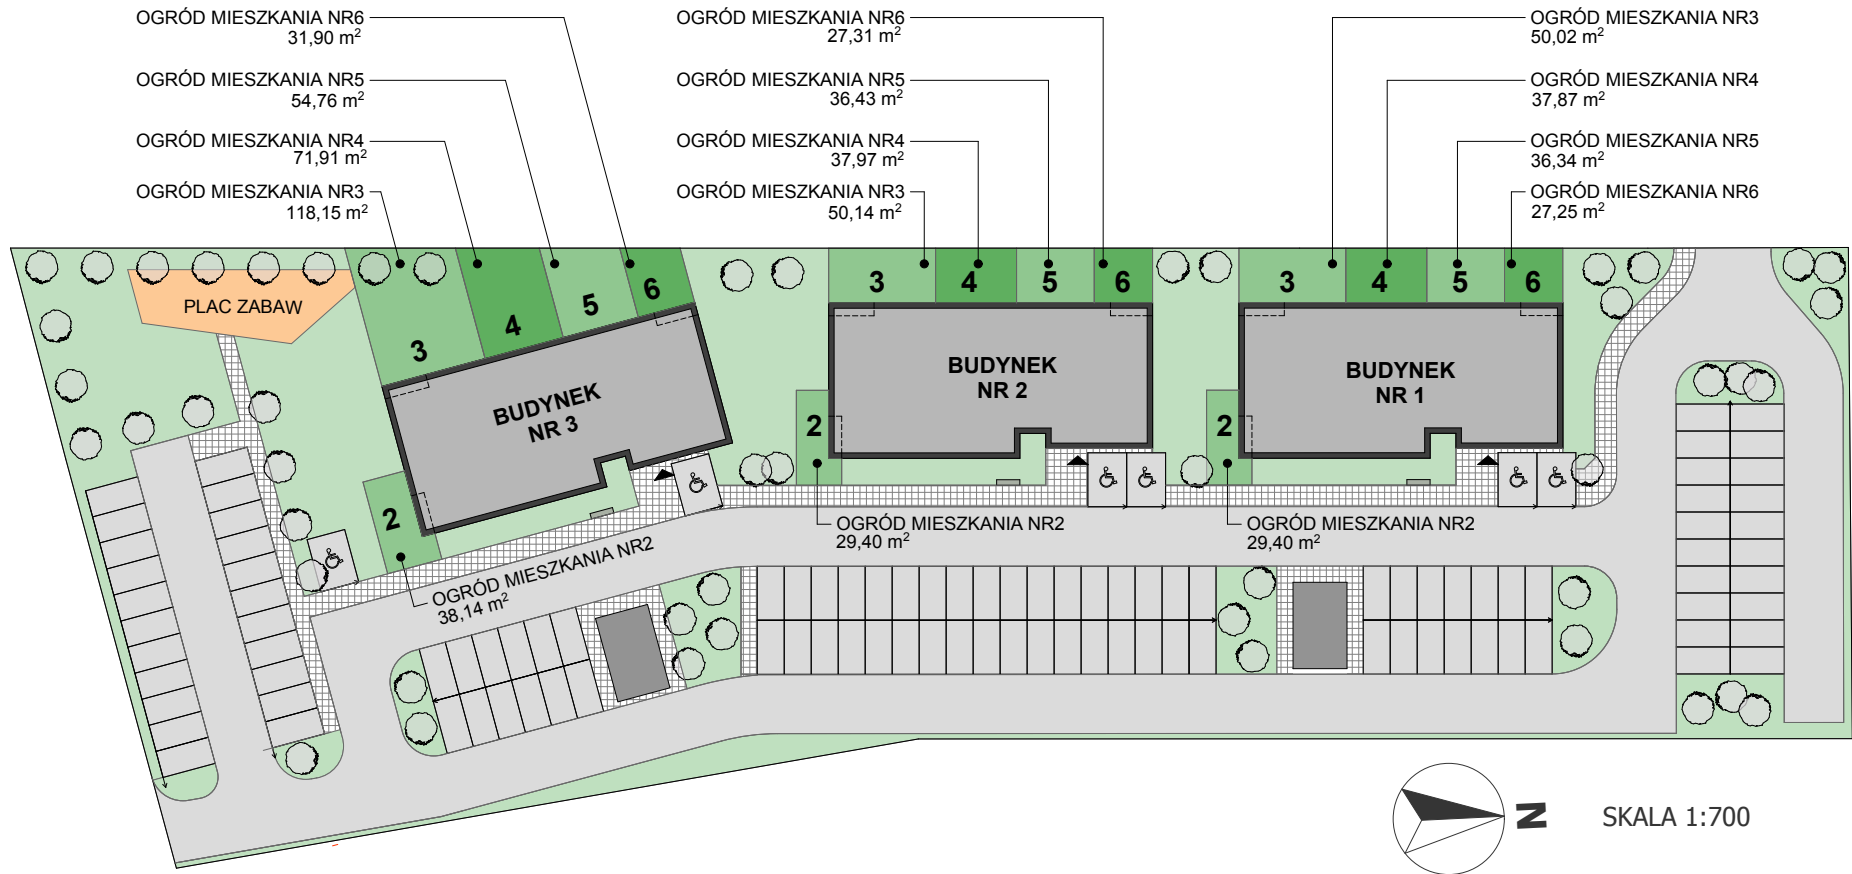 OGRÓD MIESZKANIA NR6
31,90 m²
OGRÓD MIESZKANIA NR5
54,76 m²
OGRÓD MIESZKANIA NR4
71,91 m²
OGRÓD MIESZKANIA NR3
118,15 m²
OGRÓD MIESZKANIA NR6
27,31 m²
OGRÓD MIESZKANIA NR5
36,43 m²
OGRÓD MIESZKANIA NR4
37,97 m²
OGRÓD MIESZKANIA NR3
50,14 m²
OGRÓD MIESZKANIA NR3
50,02 m²
OGRÓD MIESZKANIA NR4
37,87 m²
OGRÓD MIESZKANIA NR5
36,34 m²
OGRÓD MIESZKANIA NR6
27,25 m²
PLAC ZABAW
3
4
5
6
BUDYNEK
NR 3
2
OGRÓD MIESZKANIA NR2
38,14 m²
3
4
5
6
BUDYNEK
NR 2
2
OGRÓD MIESZKANIA NR2
29,40 m²
3
4
5
6
BUDYNEK
NR 1
2
OGRÓD MIESZKANIA NR2
29,40 m²
N
SKALA 1:700